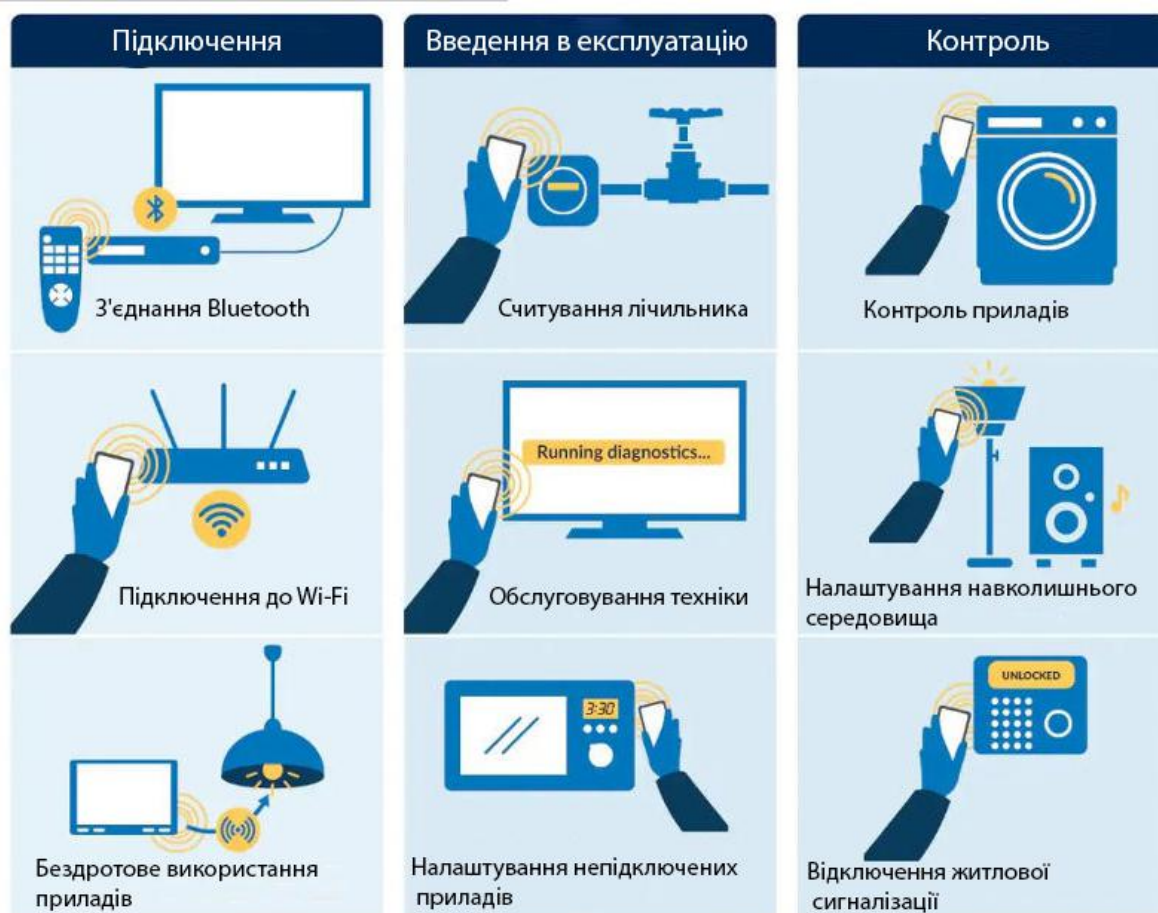 Підключення
Введення в експлуатацію
Контроль
З'єднання Bluetooth
Считування лічильника
Контроль приладів
Running diagnostics...
Підключення до Wi-Fi
Обслуговування техніки
Налаштування навколишнього
середовища
3:30
UNLOCKED
Бездротове використання
приладів
Налаштування непідключених
приладів
Відключення житлової
сигналізації